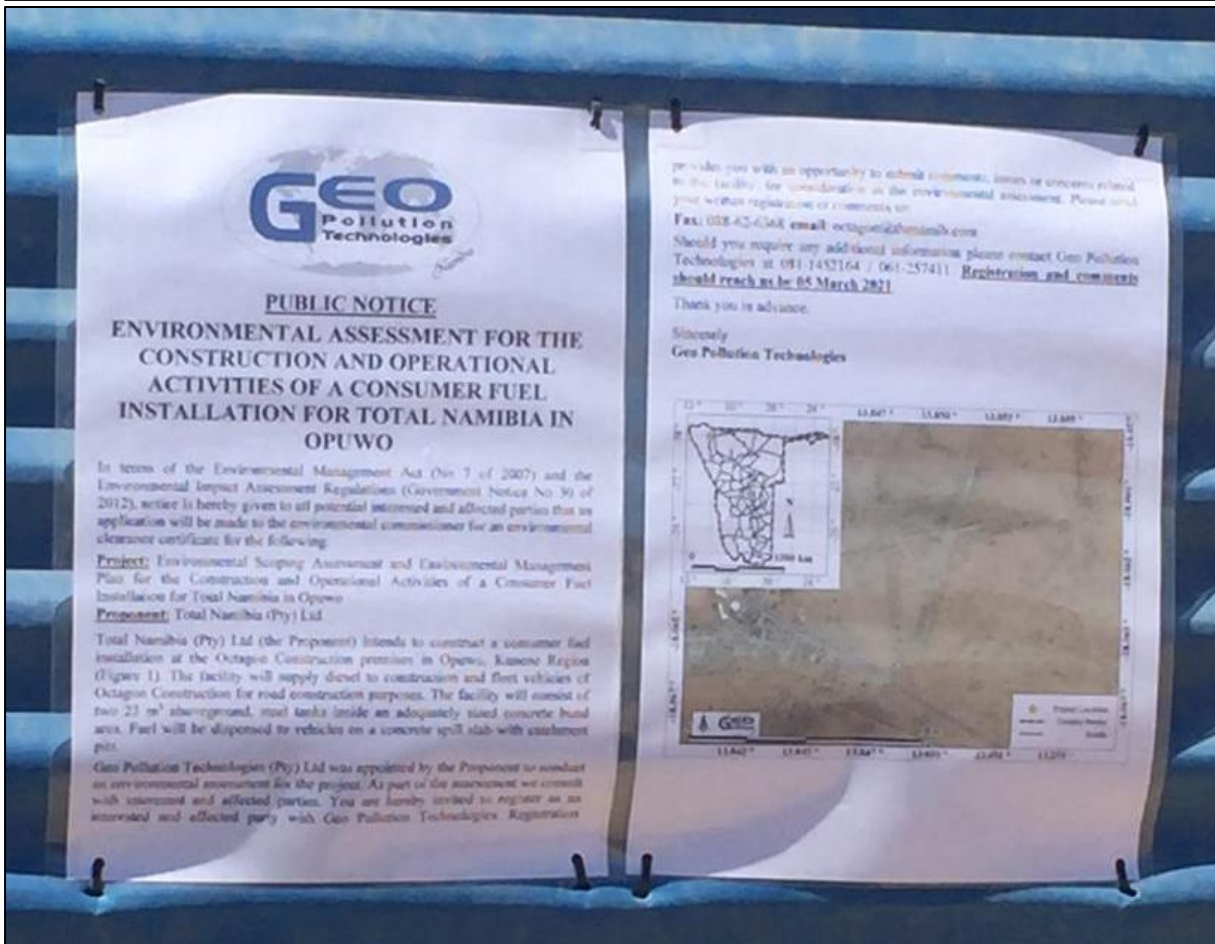 GEO
Pollution
Technologies
PUBLIC NOTICE
ENVIRONMENTAL ASSESSMENT FOR THE
CONSTRUCTION AND OPERATIONAL
ACTIVITIES OF A CONSUMER FUEL
INSTALLATION FOR TOTAL NAMIBIA IN
OPUWO
In terms of the Environmental Management Act (No 7 of 2007) and the
Environmental Impact Assessment Regulations (Government Notice No 30 of
2012), notice is hereby given to all potential interested and affected parties that an
application will be made to the environmental commissioner for an environmental
clearance certificate for the following:
Project: Environmental Scoping Assessment and Environmental Management
Plan for the Construction and Operational Activities of a Consumer Fuel
Installation for Total Namibia in Opuwo
Proponent: Total Namibia (Pty) Ltd
Total Namibia (Pty) Ltd (the Proponent) intends to construct a consumer fuel
installation at the Octagon Construction premises in Opuwo, Kunene Region
(Figure 1). The facility will supply diesel to construction and fleet vehicles of
Octagon Construction for road construction purposes. The facility will consist of
two 23 m³ aboveground, steel tanks inside an adequately sized concrete bund
area. Fuel will be dispensed to vehicles on a concrete spill slab with catchment
pits.
Geo Pollution Technologies (Pty) Ltd was appointed by the Proponent to conduct
an environmental assessment for the project. As part of the assessment we consult
with interested and affected parties. You are hereby invited to register as an
interested and affected party with Geo Pollution Technologies. Registration
provides you with an opportunity to submit comments, issues or concerns related
to the facility, for consideration in the environmental assessment. Please send
your written registration or comments to:
Fax: 088-62-6368 email:
Should you require any additional information please contact Geo Pollution
Technologies at 081-1452164 / 061-257411. Registration and comments
should reach us by 05 March 2021
Thank you in advance.
Sincerely
Geo Pollution Technologies
N
0
km
GEO
Project Location